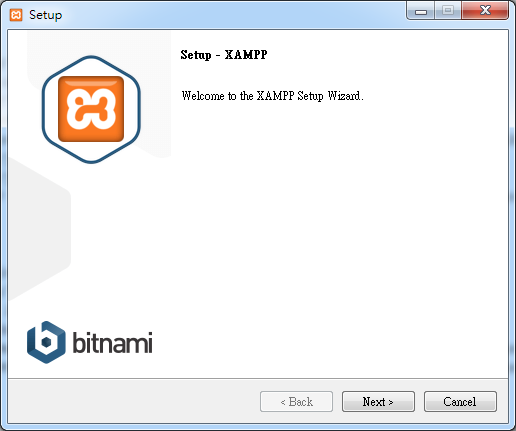 Setup
Setup - XAMPP
Welcome to the XAMPP Setup Wizard.
bitnami
< Back
Next >
Cancel